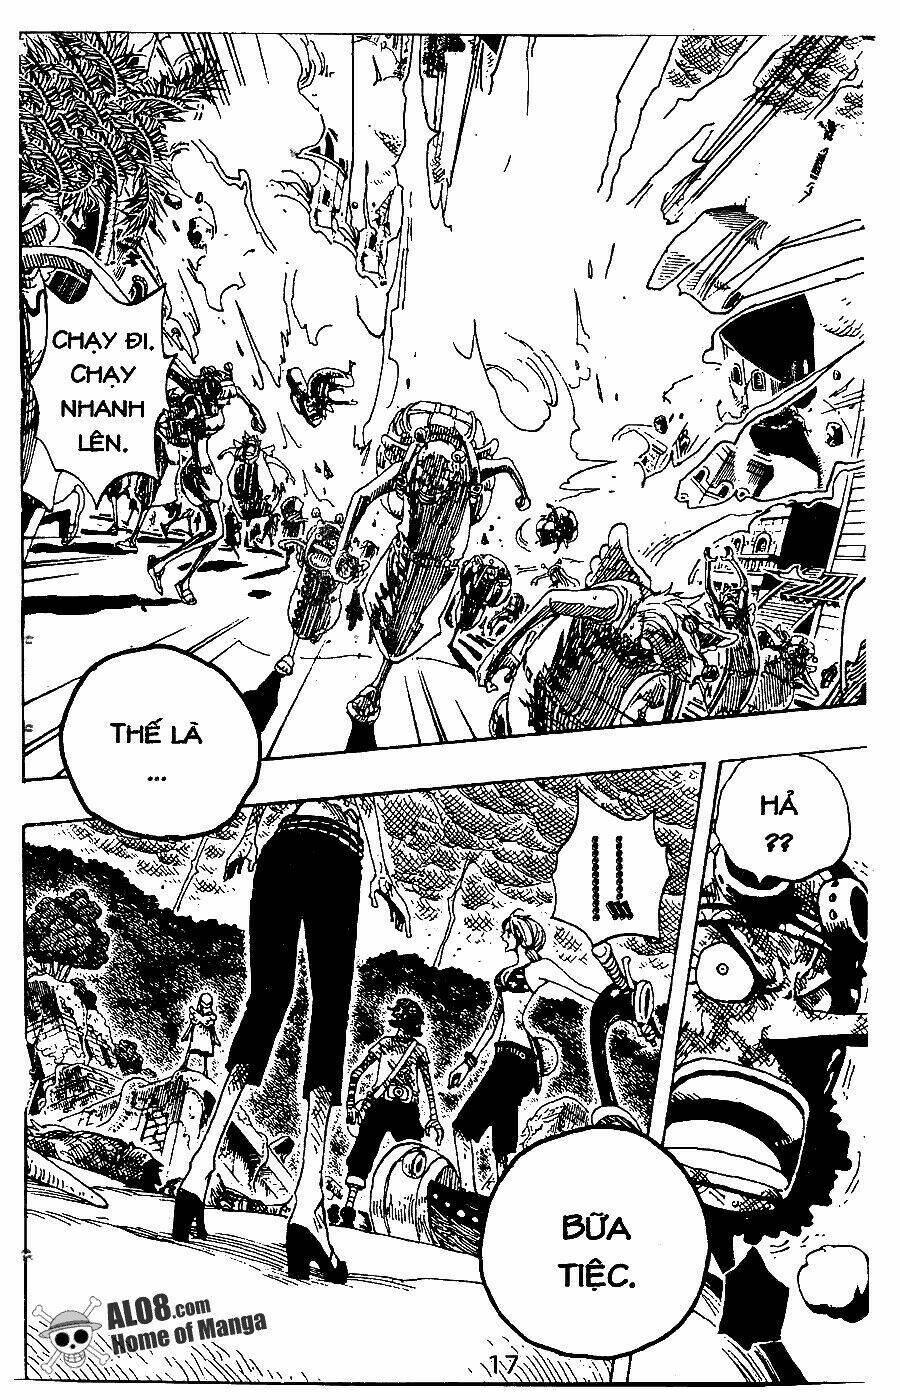 CHẠY ĐI.
CHẠY
NHANH
LÊN.
THẾ LÀ
...
HẢ
??
!!
BỮA
TIỆC.
ALO8.com
Home of Manga
17